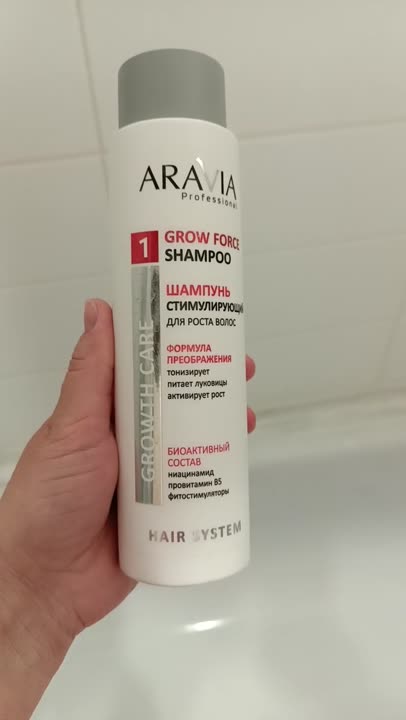 ARAVIA
Professional
1
GROW FORCE
SHAMPOO
ШАМПУНЬ
СТИМУЛИРУЮЩИЙ
ДЛЯ РОСТА ВОЛОС
ФОРМУЛА
ПРЕОБРАЖЕНИЯ
тонизирует
питает луковицы
активирует рост
GROWTH CARE
БИОАКТИВНЫЙ
СОСТАВ
ниацинамид
провитамин B5
фитостимуляторы
HAIR SYSTEM